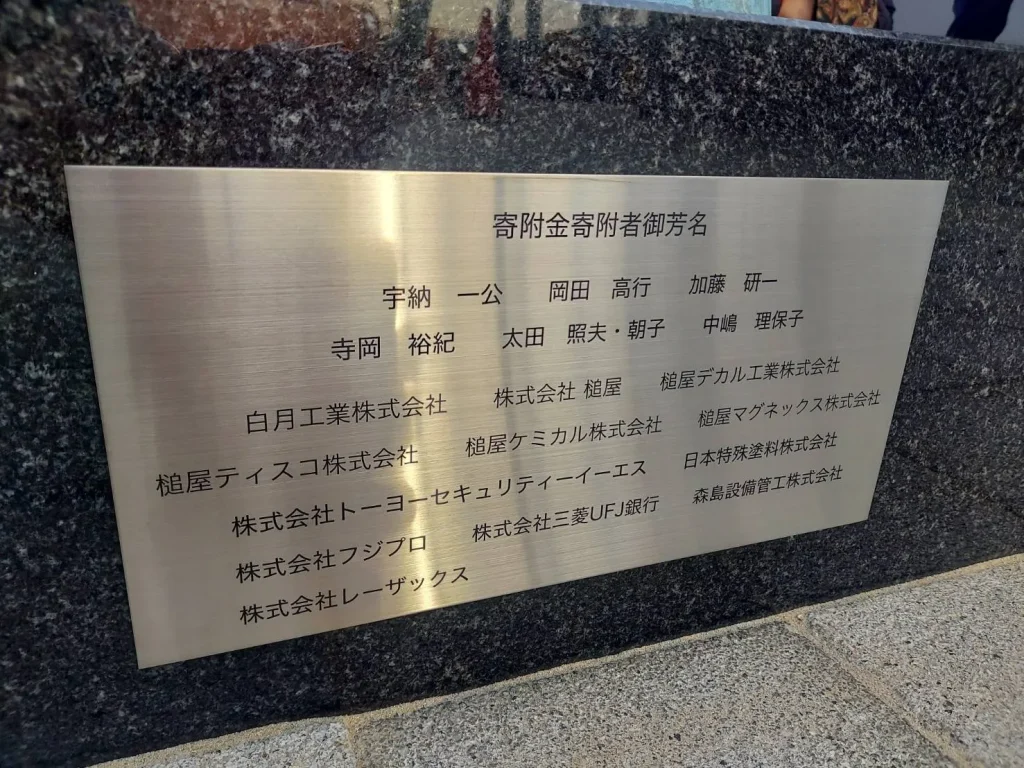 寄附金寄附者御芳名
宇納　一公　　岡田　高行　　加藤　研一
寺岡　裕紀　　太田　照夫・朝子　　中嶋　理保子
白月工業株式会社　　株式会社 槌屋　　槌屋デカル工業株式会社
槌屋ティスコ株式会社　　槌屋ケミカル株式会社　　槌屋マグネックス株式会社
株式会社トーヨーセキュリティーイーエス　　日本特殊塗料株式会社
株式会社フジプロ　　株式会社三菱UFJ銀行　　森島設備管工株式会社
株式会社レーザックス